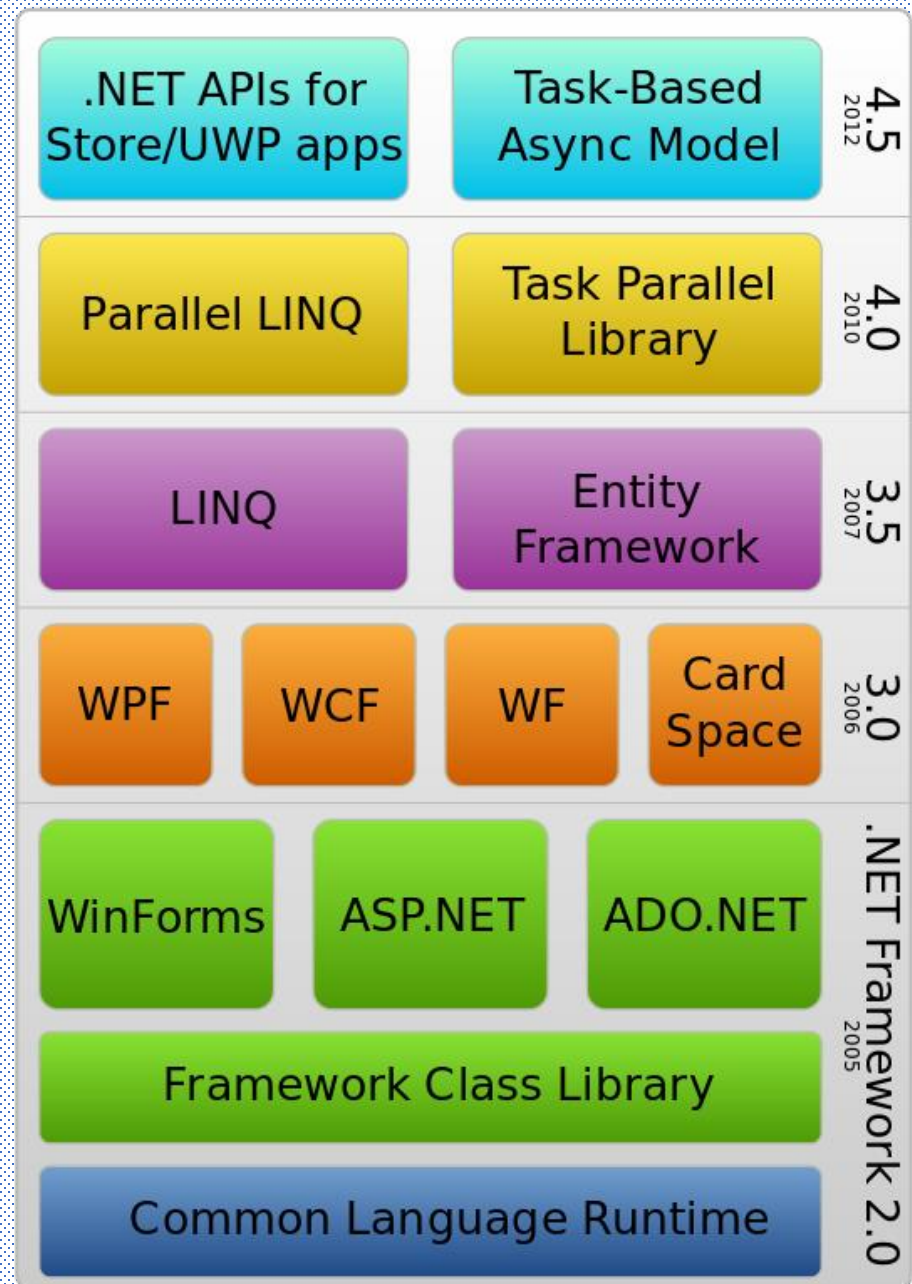 .NET APIs for
Store/UWP apps
Task-Based
Async Model
4.5
2012
Parallel LINQ
Task Parallel
Library
4.0
2010
LINQ
Entity
Framework
3.5
2007
WPF
WCF
WF
Card
Space
3.0
2006
WinForms
ASP.NET
ADO.NET
Framework Class Library
Common Language Runtime
.NET Framework 2.0
2005